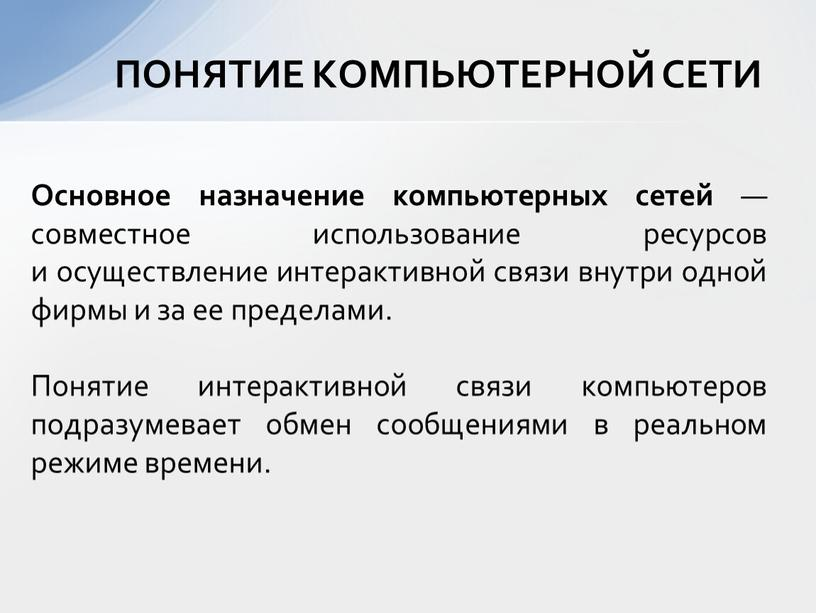 ПОНЯТИЕ КОМПЬЮТЕРНОЙ СЕТИ
Основное назначение компьютерных сетей —
совместное использование ресурсов
и осуществление интерактивной связи внутри одной
фирмы и за ее пределами.
Понятие интерактивной связи компьютеров
подразумевает обмен сообщениями в реальном
режиме времени.